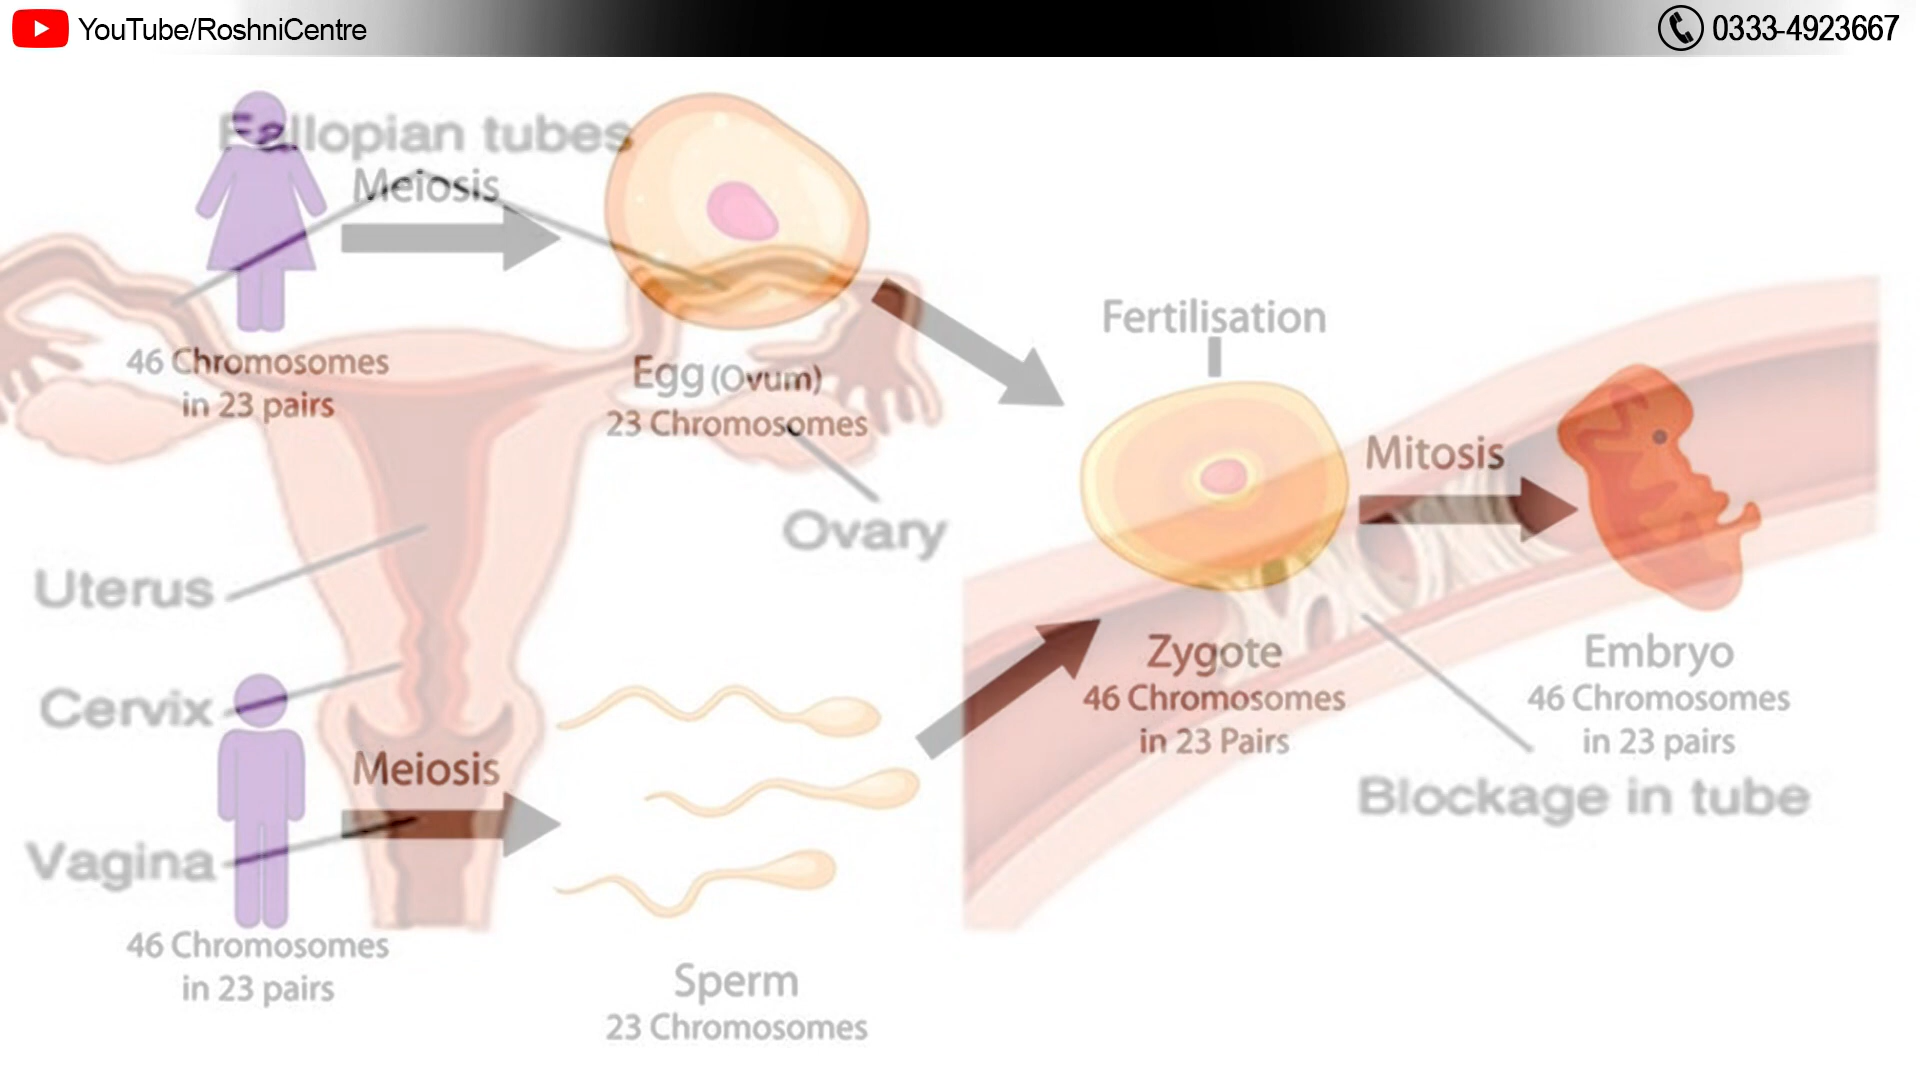 YouTube/RoshniCentre
0333-4923667
Fallopian tubes
Meiosis
46 Chromosomes
in 23 pairs
Egg (Ovum)
23 Chromosomes
Ovary
Fertilisation
Mitosis
Uterus
Cervix
Zygote
46 Chromosomes
in 23 Pairs
Embryo
46 Chromosomes
in 23 pairs
Blockage in tube
Meiosis
Vagina
46 Chromosomes
in 23 pairs
Sperm
23 Chromosomes